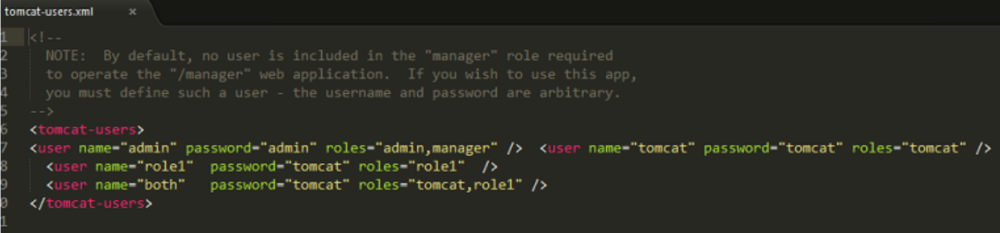 tomcat-users.xml ×
1 <!--
2 NOTE:  By default, no user is included in the "manager" role required
3 to operate the "/manager" web application.  If you wish to use this app,
4 you must define such a user - the username and password are arbitrary.
5 -->
6 <tomcat-users>
7 <user name="admin" password="admin" roles="admin,manager" />  <user name="tomcat" password="tomcat" roles="tomcat" />
8   <user name="role1"  password="tomcat" roles="role1"  />
9   <user name="both"   password="tomcat" roles="tomcat,role1" />
0 </tomcat-users>
1